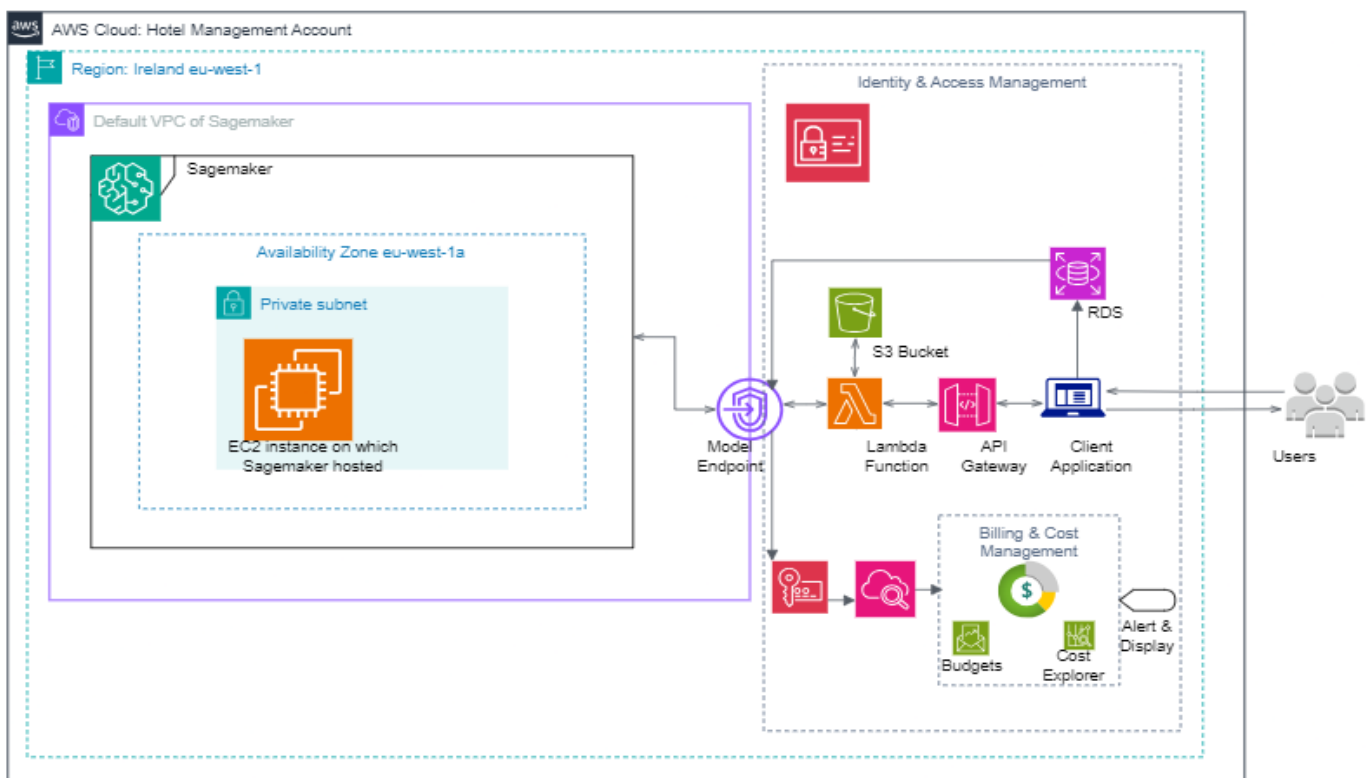 aws
AWS Cloud: Hotel Management Account
Region: Ireland eu-west-1
Identity & Access Management
Default VPC of Sagemaker
Sagemaker
Availability Zone eu-west-1a
Private subnet
EC2 instance on which
Sagemaker hosted
RDS
S3 Bucket
Model
Endpoint
Lambda
Function
API
Gateway
Client
Application
Users
Billing & Cost
Management
$
Budgets
Cost
Explorer
Alert &
Display